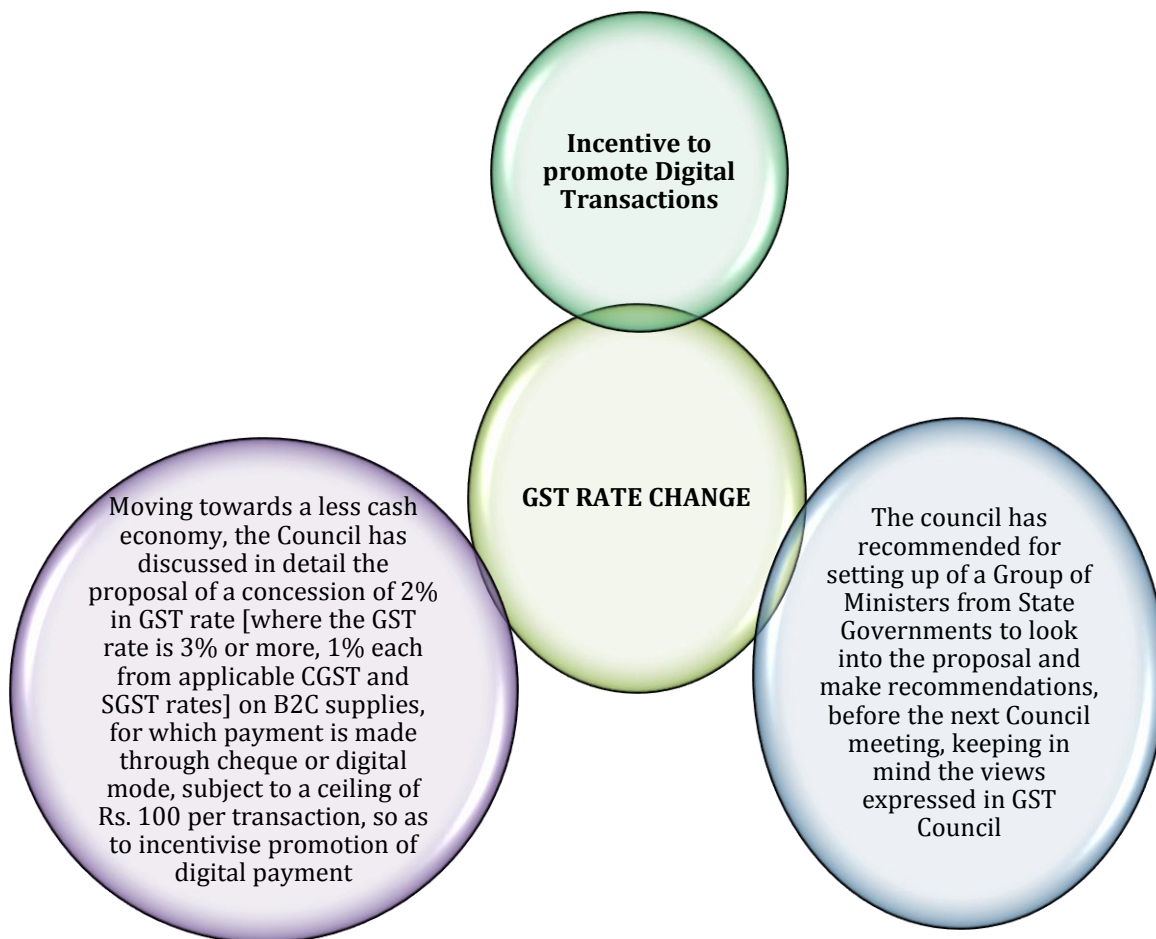 Incentive to
promote Digital
Transactions
GST RATE CHANGE
Moving towards a less cash
economy, the Council has
discussed in detail the
proposal of a concession of 2%
in GST rate [where the GST
rate is 3% or more, 1% each
from applicable CGST and
SGST rates] on B2C supplies,
for which payment is made
through cheque or digital
mode, subject to a ceiling of
Rs. 100 per transaction, so as
to incentivise promotion of
digital payment
The council has
recommended for
setting up of a Group of
Ministers from State
Governments to look
into the proposal and
make recommendations,
before the next Council
meeting, keeping in
mind the views
expressed in GST
Council